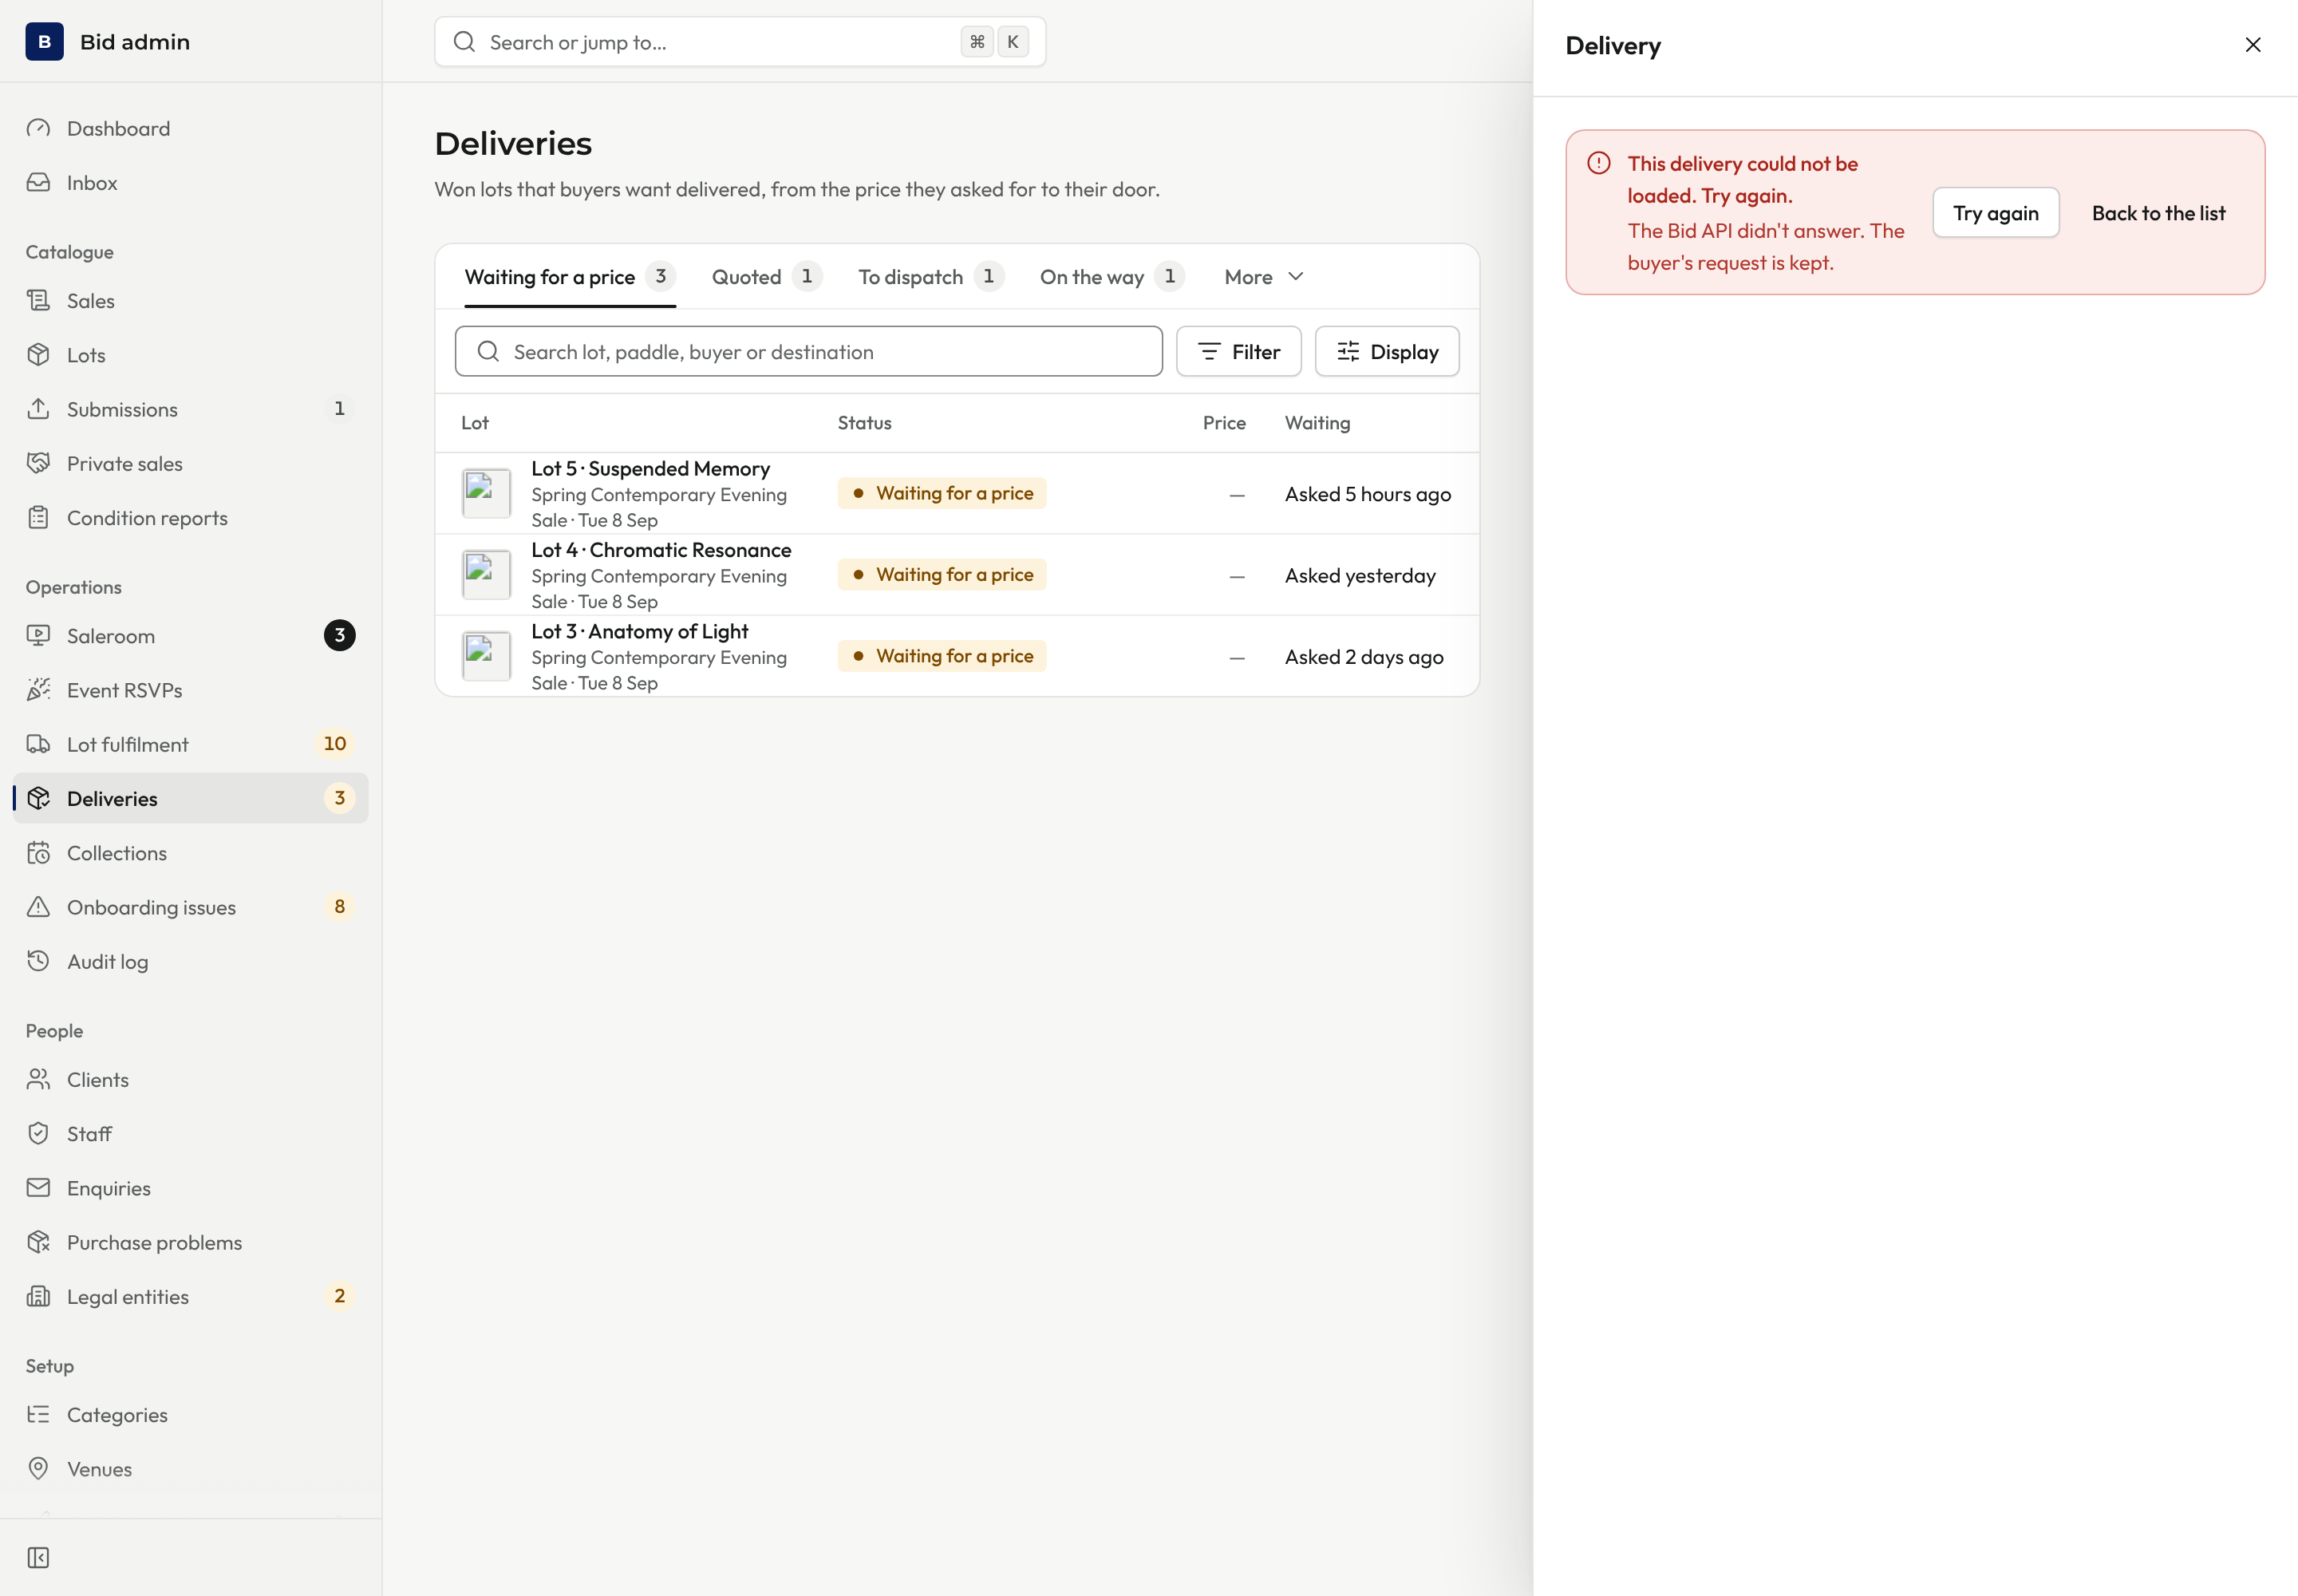 B
Bid admin
Search or jump to...
⌘ K
Delivery
Dashboard
Inbox
Catalogue
Sales
Lots
Submissions 1
Private sales
Condition reports
Operations
Saleroom 3
Event RSVPs
Lot fulfilment 10
Deliveries 3
Collections
Onboarding issues 8
Audit log
People
Clients
Staff
Enquiries
Purchase problems
Legal entities 2
Setup
Categories
Venues
Deliveries
Won lots that buyers want delivered, from the price they asked for to their door.
Waiting for a price 3 Quoted 1 To dispatch 1 On the way 1 More
Search lot, paddle, buyer or destination
Filter
Display
Lot Status Price Waiting
Lot 5 · Suspended Memory
Spring Contemporary Evening
Sale · Tue 8 Sep
Waiting for a price
—
Asked 5 hours ago
Lot 4 · Chromatic Resonance
Spring Contemporary Evening
Sale · Tue 8 Sep
Waiting for a price
—
Asked yesterday
Lot 3 · Anatomy of Light
Spring Contemporary Evening
Sale · Tue 8 Sep
Waiting for a price
—
Asked 2 days ago
This delivery could not be
loaded. Try again.
The Bid API didn't answer. The
buyer's request is kept.
Try again
Back to the list